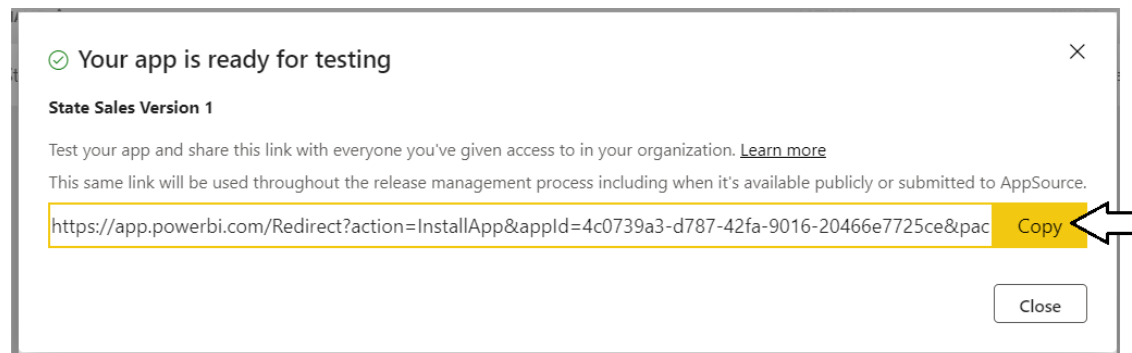 Your app is ready for testing
State Sales Version 1
Test your app and share this link with everyone you've given access to in your organization. Learn more
This same link will be used throughout the release management process including when it's available publicly or submitted to AppSource.
https://app.powerbi.com/Redirect?action=InstallApp&appId=4c0739a3-d787-42fa-9016-20466e7725ce&pac Copy
Close